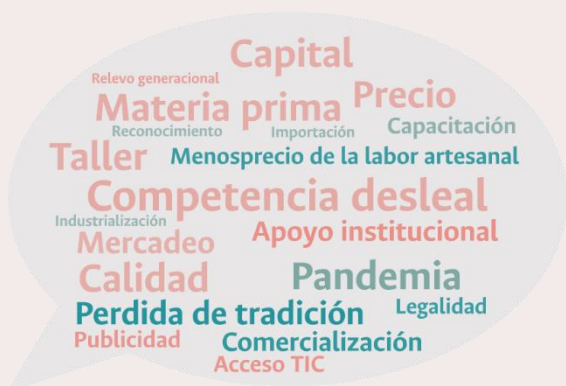 Capital
Relevo generacional
Materia prima Precio
Reconocimiento Importación Capacitación
Taller Menosprecio de la labor artesanal
Competencia desleal
Industrialización
Mercadeo Apoyo institucional
Calidad Pandemia
Perdida de tradición Legalidad
Publicidad Comercialización
Acceso TIC